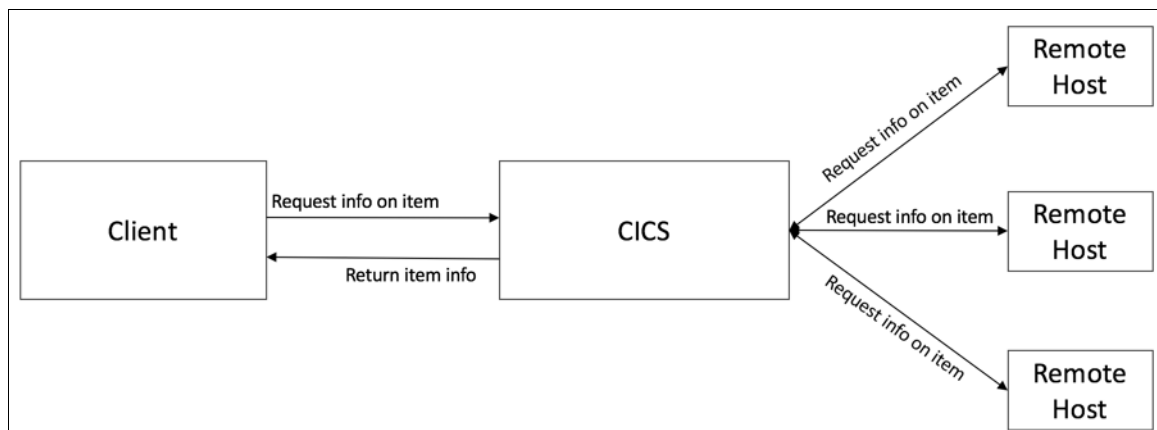 Client
Request info on item
Return item info
CICS
Request info on item
Request info on item
Request info on item
Remote
Host
Remote
Host
Remote
Host